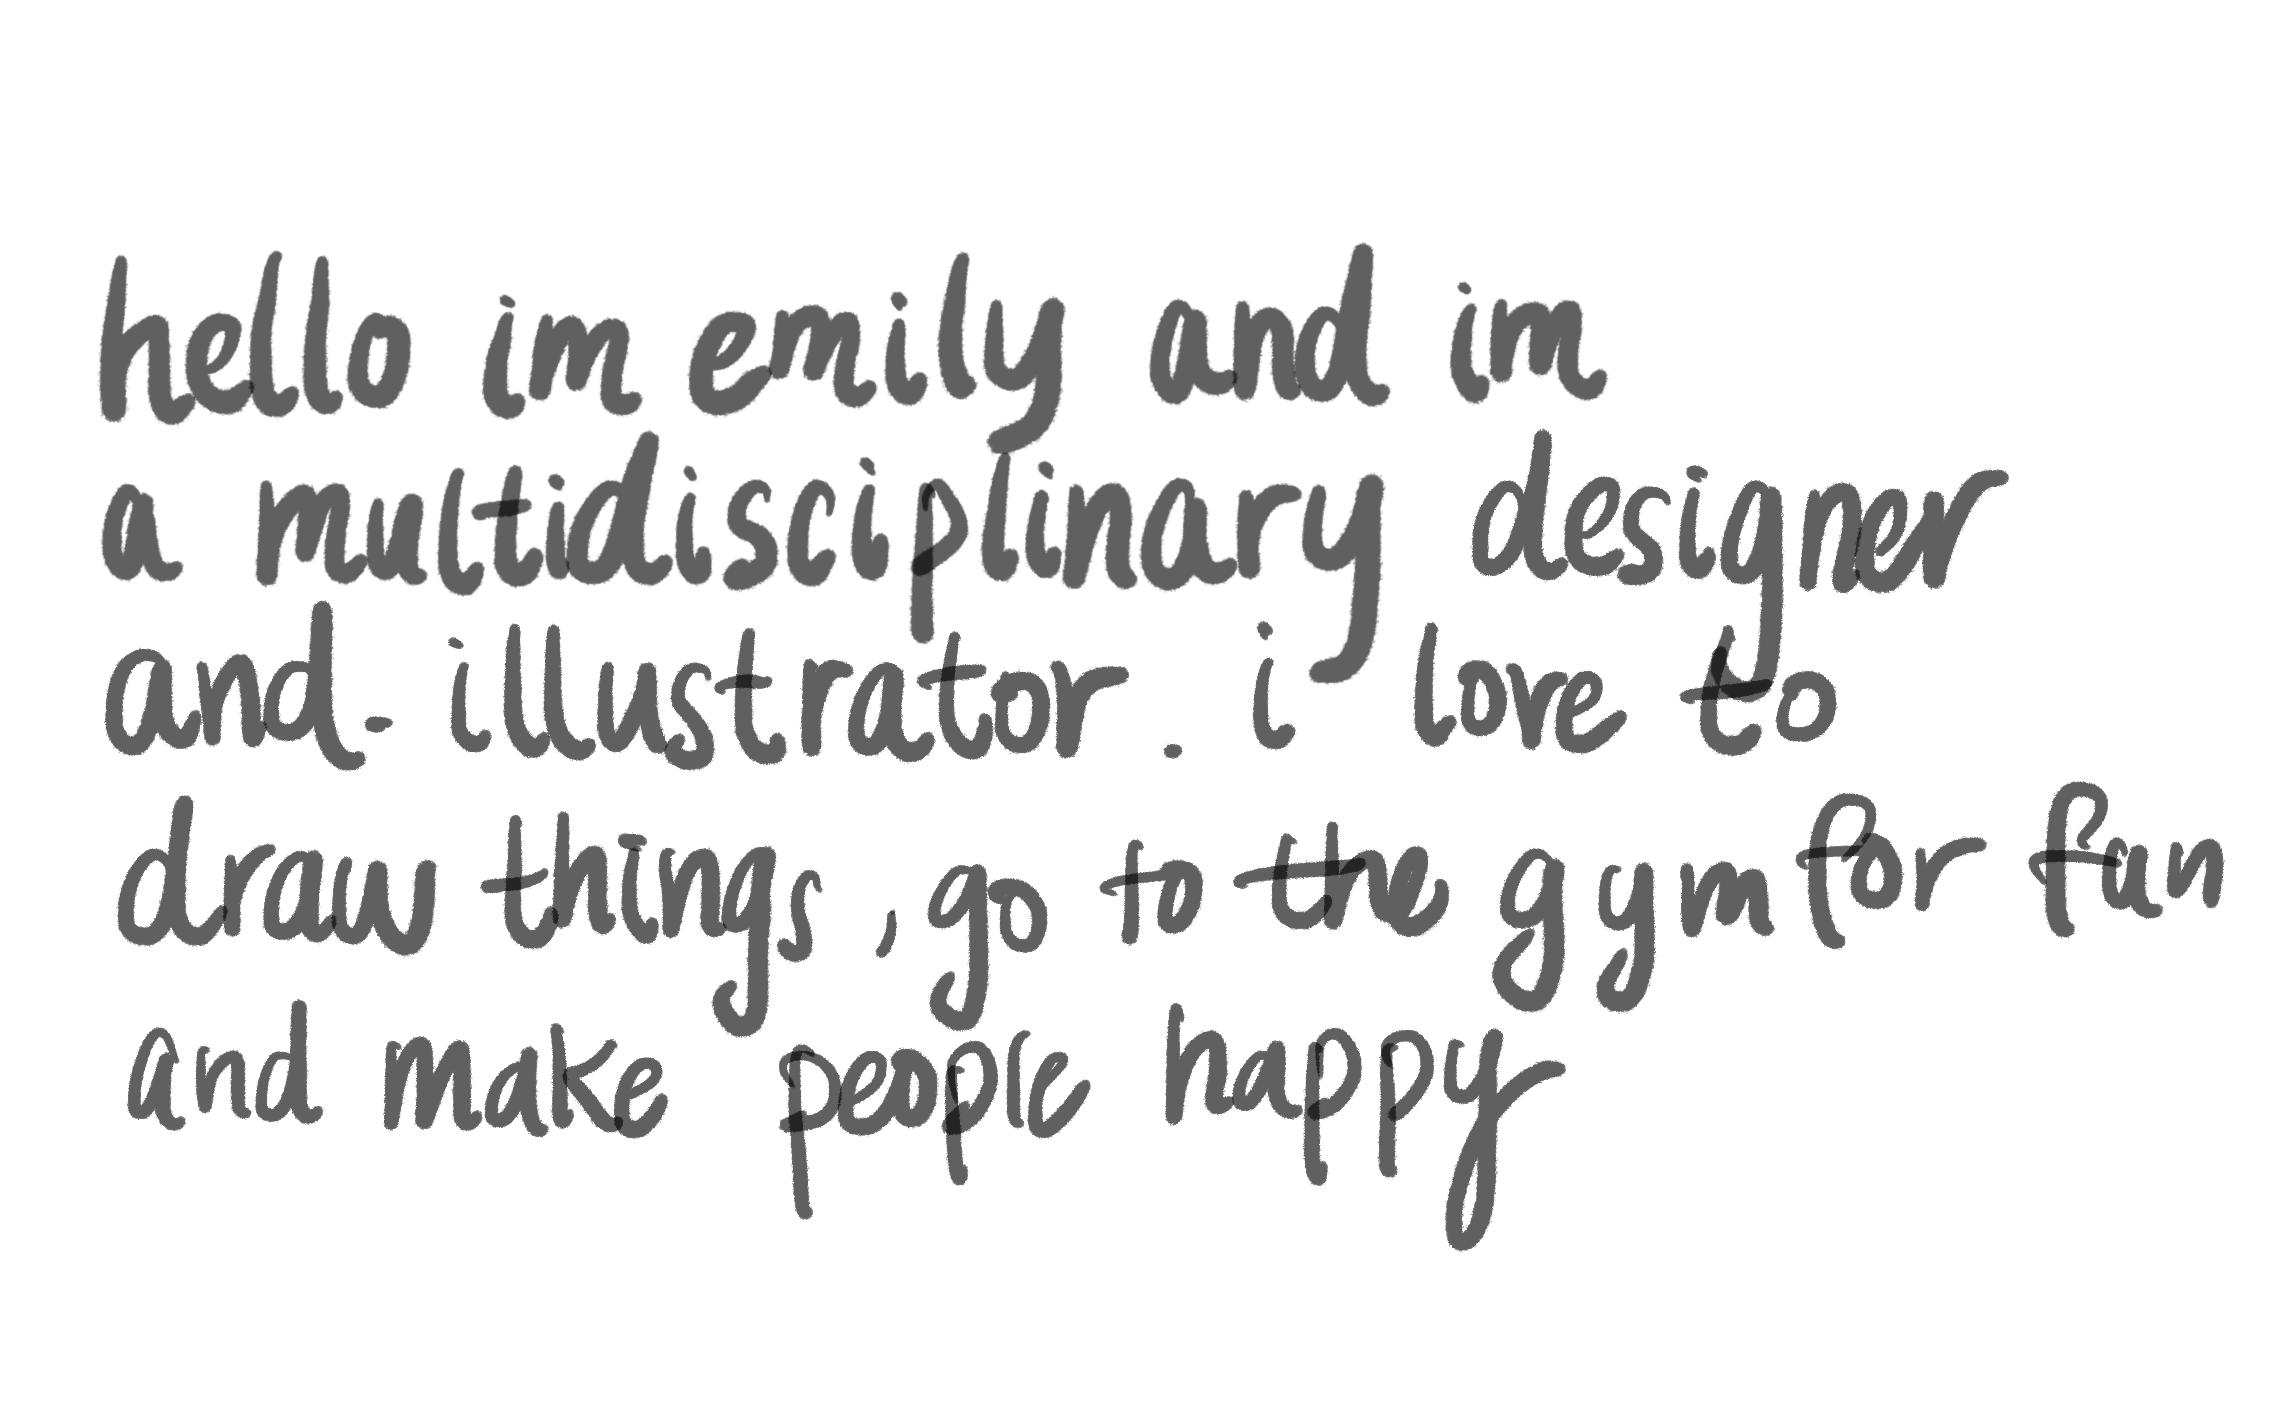 hello im emily and im
a multidisciplinary designer
and - illustrator. i love to
draw things, go to the gym for fun
and make people happy